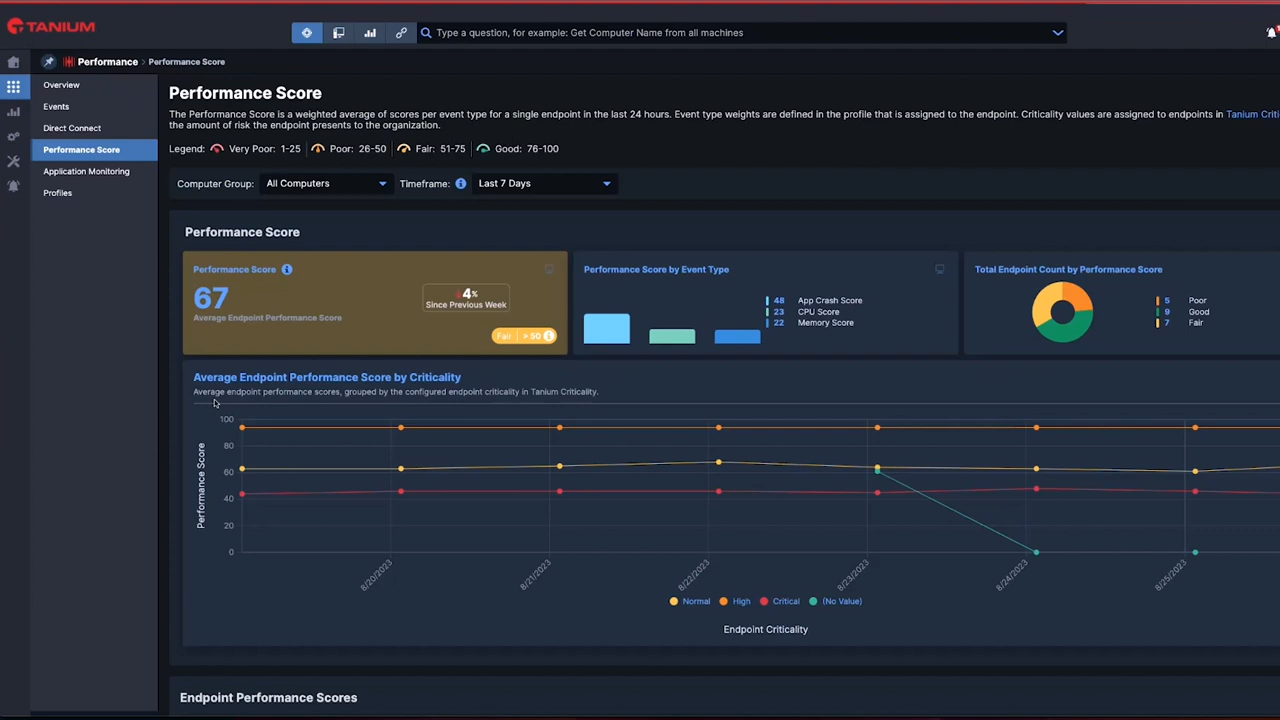 TANIUM
Type a question, for example: Get Computer Name from all machines
Performance > Performance Score
Overview
Events
Direct Connect
Performance Score
Application Monitoring
Profiles
Performance Score
The Performance Score is a weighted average of scores per event type for a single endpoint in the last 24 hours. Event type weights are defined in the profile that is assigned to the endpoint. Criticality values are assigned to endpoints in Tanium Criti
the amount of risk the endpoint presents to the organization.
Legend: Very Poor: 1-25 Poor: 26-50 Fair: 51-75 Good: 76-100
Computer Group: All Computers Timeframe: Last 7 Days
Performance Score
Performance Score
67
Average Endpoint Performance Score
4%
Since Previous Week
Fair > 50
Performance Score by Event Type
48 App Crash Score
23 CPU Score
22 Memory Score
Total Endpoint Count by Performance Score
5 Poor
9 Good
7 Fair
Average Endpoint Performance Score by Criticality
Average endpoint performance scores, grouped by the configured endpoint criticality in Tanium Criticality.
Performance Score
100
80
60
40
20
0
8/20/2023
8/21/2023
8/22/2023
8/23/2023
8/24/2023
8/25/2023
Normal High Critical (No Value)
Endpoint Criticality
Endpoint Performance Scores